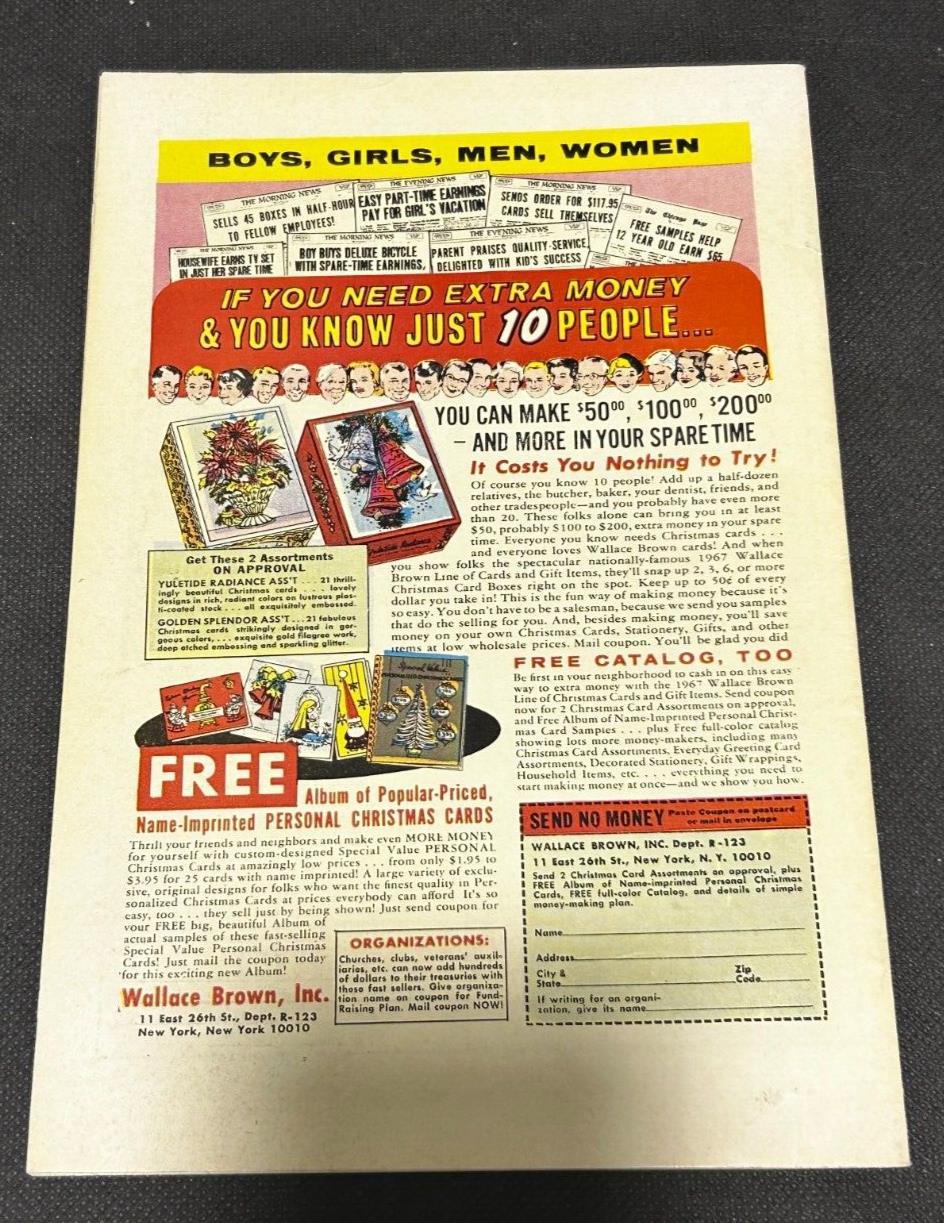 BOYS, GIRLS, MEN, WOMEN
THE MORNING NEWS
SELLS 45 BOXES IN HALF-HOUR
TO FELLOW EMPLOYEES!
THE EVENING NEWS
EASY PART-TIME EARNINGS
PAY FOR GIRL'S VACATION
THE MORNING NEWS
SENDS ORDER FOR $117.95
CARDS SELL THEMSELVES
FREE SAMPLES HELP
12 YEAR OLD EARN $65
THE MORNING NEWS
HOUSEWIFE EARNS TV SET
IN JUST HER SPARE TIME
THE MORNING NEWS
BOY BUYS DELUXE BICYCLE
WITH SPARE-TIME EARNINGS,
THE EVENING NEWS
PARENT PRAISES QUALITY-SERVICE,
DELIGHTED WITH KID'S SUCCESS
IF YOU NEED EXTRA MONEY
& YOU KNOW JUST 10 PEOPLE...
YOU CAN MAKE $50⁰⁰, $100⁰⁰, $200⁰⁰
– AND MORE IN YOUR SPARE TIME
It Costs You Nothing to Try!
Of course you know 10 people! Add up a half-dozen
relatives, the butcher, baker, your dentist, friends, and
other tradespeople—and you probably have even more
than 20. These folks alone can bring you in at least
$50, probably $100 to $200, extra money in your spare
time. Everyone you know needs Christmas cards . . .
and everyone loves Wallace Brown cards! And when
you show folks the spectacular nationally-famous 1967 Wallace
Brown Line of Cards and Gift Items, they'll snap up 2, 3, 6, or more
Christmas Card Boxes right on the spot. Keep up to 50¢ of every
dollar you take in! This is the fun way of making money because it's
so easy. You don't have to be a salesman, because we send you samples
that do the selling for you. And, besides making money, you'll save
money on your own Christmas Cards, Stationery, Gifts, and other
items at low wholesale prices. Mail coupon. You'll be glad you did
Yuletide Radiance
Get These 2 Assortments
ON APPROVAL
YULETIDE RADIANCE ASS'T . . . 21 thrill-
ingly beautiful Christmas cards . . . lovely
designs in rich, radiant colors on lustrous plas-
ti-coated stock . . . all exquisitely embossed.
GOLDEN SPLENDOR ASS'T . . . 21 fabulous
Christmas cards strikingly designed in gor-
geous colors, . . . exquisite gold filagree work,
deep etched embossing and sparkling glitter.
Special Value
PERSONALIZED CHRISTMAS CARDS
FREE CATALOG, TOO
Be first in your neighborhood to cash in on this easy
way to extra money with the 1967 Wallace Brown
Line of Christmas Cards and Gift Items. Send coupon
now for 2 Christmas Card Assortments on approval,
and Free Album of Name-Imprinted Personal Christ-
mas Card Samples . . . plus Free full-color catalog
showing lots more money-makers, including many
Christmas Card Assortments, Everyday Greeting Card
Assortments, Decorated Stationery, Gift Wrappings,
Household Items, etc. . . . everything you need to
start making money at once—and we show you how.
FREE Album of Popular-Priced,
Name-Imprinted PERSONAL CHRISTMAS CARDS
Thrill your friends and neighbors and make even MORE MONEY
for yourself with custom-designed Special Value PERSONAL
Christmas Cards at amazingly low prices . . . from only $1.95 to
$3.95 for 25 cards with name imprinted! A large variety of exclu-
sive, original designs for folks who want the finest quality in Per-
sonalized Christmas Cards at prices everybody can afford It's so
easy, too . . . they sell just by being shown! Just send coupon for
your FREE big, beautiful Album of
actual samples of these fast-selling
Special Value Personal Christmas
Cards! Just mail the coupon today
for this exciting new Album!
Wallace Brown, Inc.
11 East 26th St., Dept. R-123
New York, New York 10010
ORGANIZATIONS:
Churches, clubs, veterans' auxil-
iaries, etc. can now add hundreds
of dollars to their treasuries with
these fast sellers. Give organiza-
tion name on coupon for Fund-
Raising Plan. Mail coupon NOW!
SEND NO MONEY Paste Coupon on postcard
or mail in envelope
WALLACE BROWN, INC. Dept. R-123
11 East 26th St., New York, N. Y. 10010
Send 2 Christmas Card Assortments on approval, plus
FREE Album of Name-imprinted Personal Christmas
Cards, FREE full-color Catalog, and details of simple
money-making plan.
Name
Address
City &
State
Zip
Code
If writing for an organi-
zation, give its name